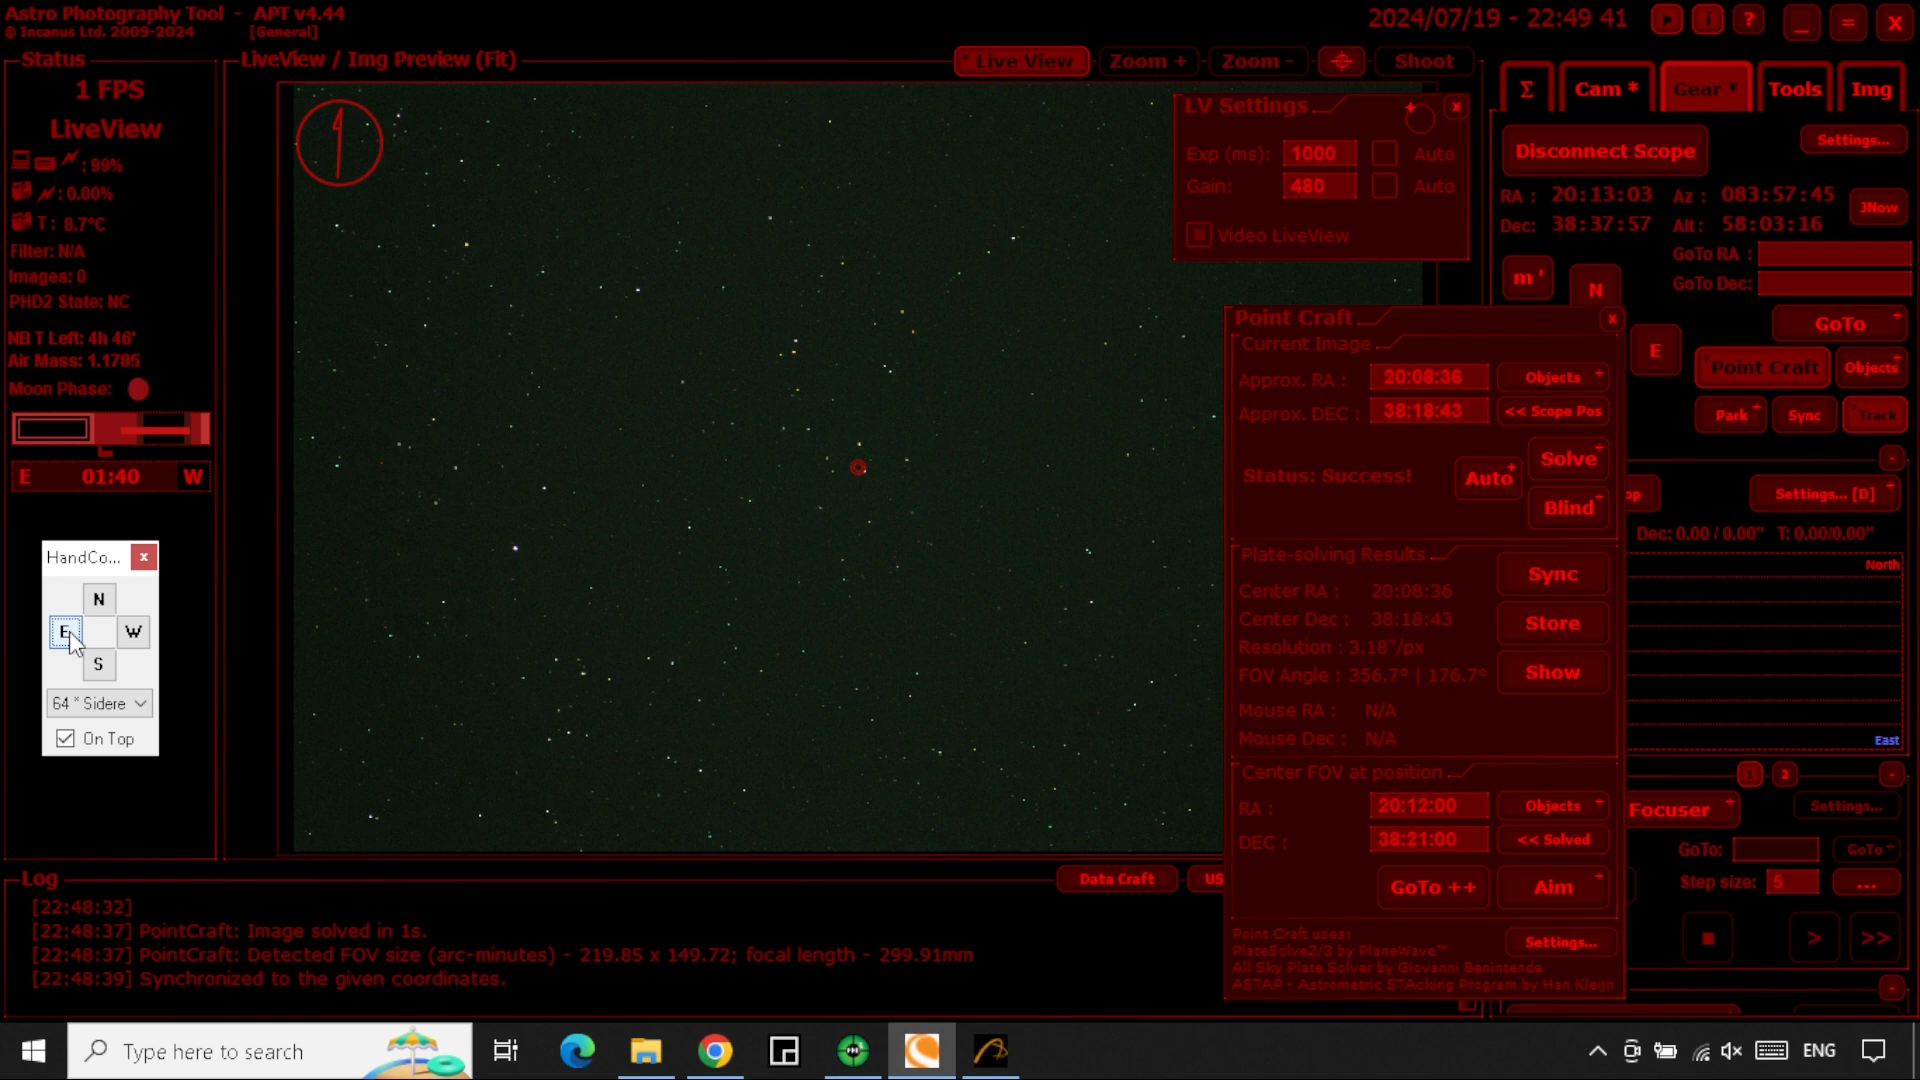 Astro Photography Tool - APT v4.44
© Incanus Ltd. 2009-2024 [General]
2024/07/19 - 22:49 41
i ? _ = X
Status
1 FPS
LiveView
: 99%
: 0.00%
T : 8.7°C
Filter: N/A
Images: 0
PHD2 State: NC
NB T Left: 4h 46'
Air Mass: 1.1785
Moon Phase:
E 01:40 W
HandCo... x
N
E W
S
64 * Sidere
On Top
LiveView / Img Preview (Fit)
* Live View Zoom + Zoom - Shoot
1
LV Settings + x
Exp (ms): 1000 Auto
Gain: 480 Auto
Video LiveView
Point Craft x
Current Image
Approx. RA : 20:08:36 Objects +
Approx. DEC : 38:18:43 << Scope Pos
Status: Success! Auto + Solve +
Blind +
Plate-solving Results
Sync
Center RA : 20:08:36
Center Dec : 38:18:43 Store
Resolution : 3.18"/px
FOV Angle : 356.7° | 176.7° Show
Mouse RA : N/A
Mouse Dec : N/A
Center FOV at position
RA : 20:12:00 Objects +
DEC : 38:21:00 << Solved
GoTo ++ Aim +
Point Craft uses: Settings...
PlateSolve2/3 by PlaneWave™
All Sky Plate Solver by Giovanni Benintende
ASTAP - Astrometric STAcking Program by Han Kleijn
Σ Cam * Gear * Tools Img
Disconnect Scope Settings...
RA : 20:13:03 Az : 083:57:45 JNow
Dec: 38:37:57 Alt : 58:03:16
GoTo RA :
GoTo Dec:
m ' N
E
GoTo +
* Point Craft Objects +
Park + Sync * Track
-
op Settings... [D] +
Dec: 0.00 / 0.00" T: 0.00/0.00"
North
East
1 2 -
Focuser + Settings...
GoTo: GoTo +
Step size: 5 ...
> >>
-
Log
Data Craft US
[22:48:32]
[22:48:37] PointCraft: Image solved in 1s.
[22:48:37] PointCraft: Detected FOV size (arc-minutes) - 219.85 x 149.72; focal length - 299.91mm
[22:48:39] Synchronized to the given coordinates.
Type here to search
ENG